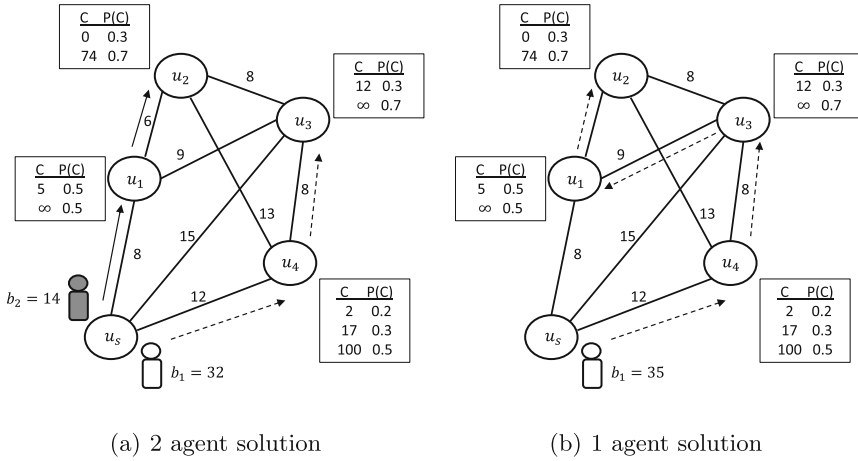 C P(C)
0 0.3
74 0.7
u₂
8
C P(C)
12 0.3
∞ 0.7
u₃
6
9
C P(C)
5 0.5
∞ 0.5
u₁
8
13
15
8
u₄
12
b₂ = 14
C P(C)
2 0.2
17 0.3
100 0.5
uₛ
b₁ = 32
(a) 2 agent solution
C P(C)
0 0.3
74 0.7
u₂
8
C P(C)
12 0.3
∞ 0.7
u₃
9
C P(C)
5 0.5
∞ 0.5
u₁
8
13
15
8
u₄
12
C P(C)
2 0.2
17 0.3
100 0.5
uₛ
b₁ = 35
(b) 1 agent solution